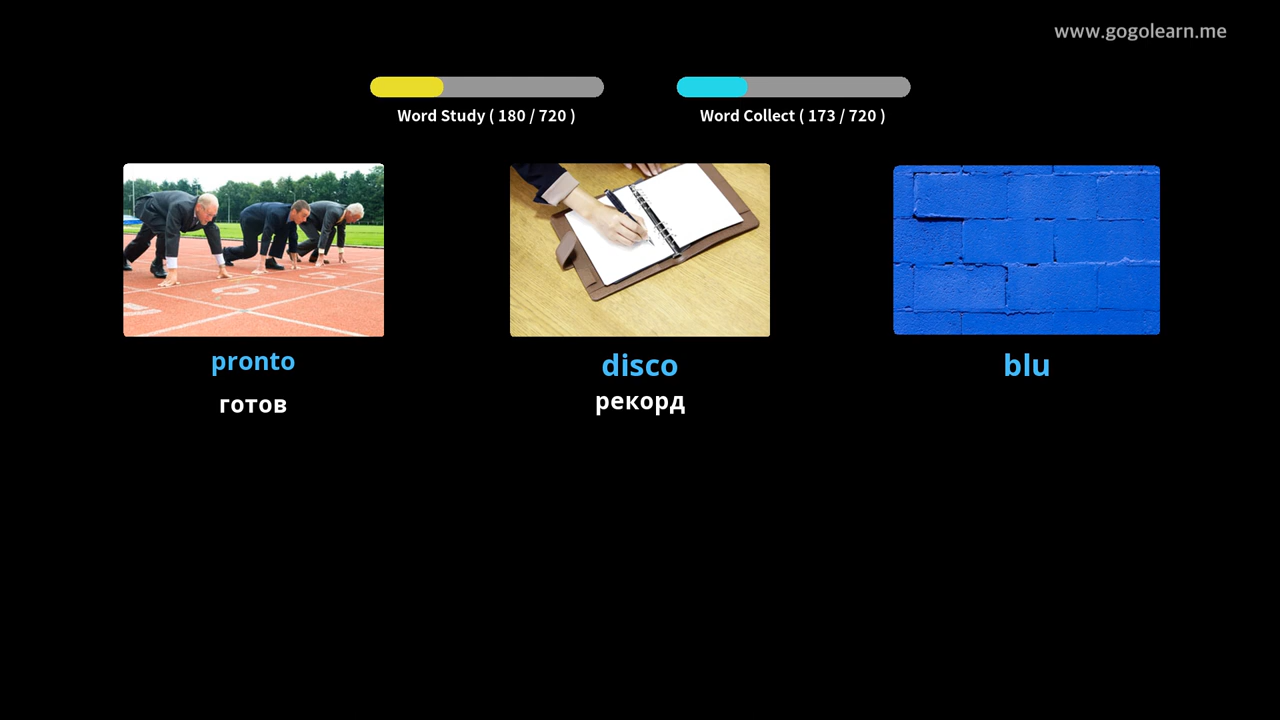 www.gogolearn.me
Word Study ( 180 / 720 )
Word Collect ( 173 / 720 )
pronto
готов
disco
рекорд
blu